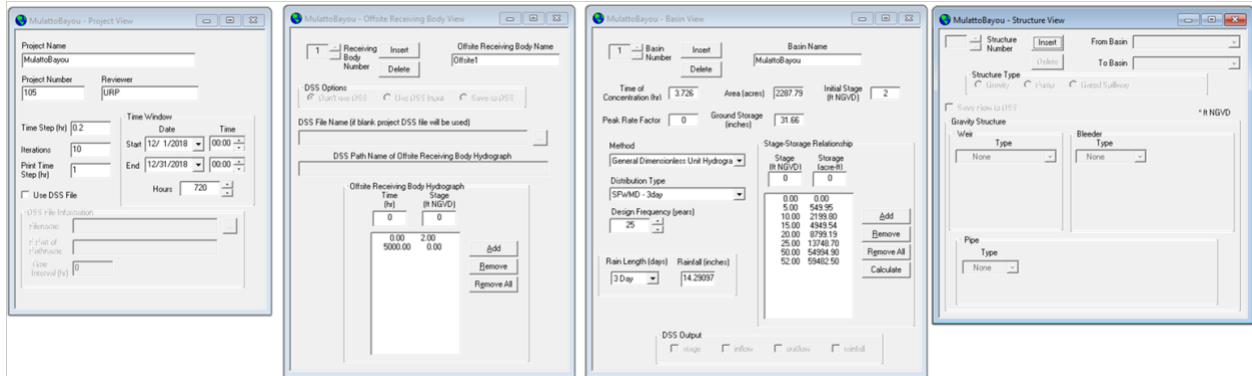 MulattoBayou - Project View
Project Name
MulattoBayou
Project Number Reviewer
105 URP
Time Step (hr) 0.2
Iterations 10
Print Time Step (hr) 1
Use DSS File
Time Window
Date Time
Start 12/ 1/2018 00:00
End 12/31/2018 00:00
Hours 720
DSS File Information
Filename
Pathname
Interval (hr) 0
MulattoBayou - Offsite Receiving Body View
1 Receiving Body Number
Insert
Delete
Offsite Receiving Body Name
Offsite1
DSS Options
Don't use DSS Use DSS Input Save to DSS
DSS File Name (if blank project DSS file will be used)
...
DSS Path Name of Offsite Receiving Body Hydrograph
Offsite Receiving Body Hydrograph
Time (hr) Stage (ft NGVD)
0 0
0.00 2.00
5000.00 0.00
Add
Remove
Remove All
MulattoBayou - Basin View
1 Basin Number
Insert
Delete
Basin Name
MulattoBayou
Time of Concentration (hr) 3.726 Area (acres) 2287.79 Initial Stage (ft NGVD) 2
Peak Rate Factor 0 Ground Storage (inches) 31.66
Method
General Dimensionless Unit Hydrogra
Distribution Type
SFWMD - 3day
Design Frequency (years)
25
Rain Length (days) Rainfall (inches)
3 Day 14.29097
Stage-Storage Relationship
Stage (ft NGVD) Storage (acre-ft)
0 0
0.00 0.00
5.00 549.95
10.00 2199.80
15.00 4949.54
20.00 8799.19
25.00 13748.70
50.00 54994.90
52.00 59482.50
Add
Remove
Remove All
Calculate
DSS Output
stage inflow outflow rainfall
MulattoBayou - Structure View
Structure Number
Insert
Delete
From Basin
To Basin
Structure Type
Gravity Pump Gated Spillway
Save Flow to DSS
* ft NGVD
Gravity Structure
Weir
Type
None
Bleeder
Type
None
Pipe
Type
None